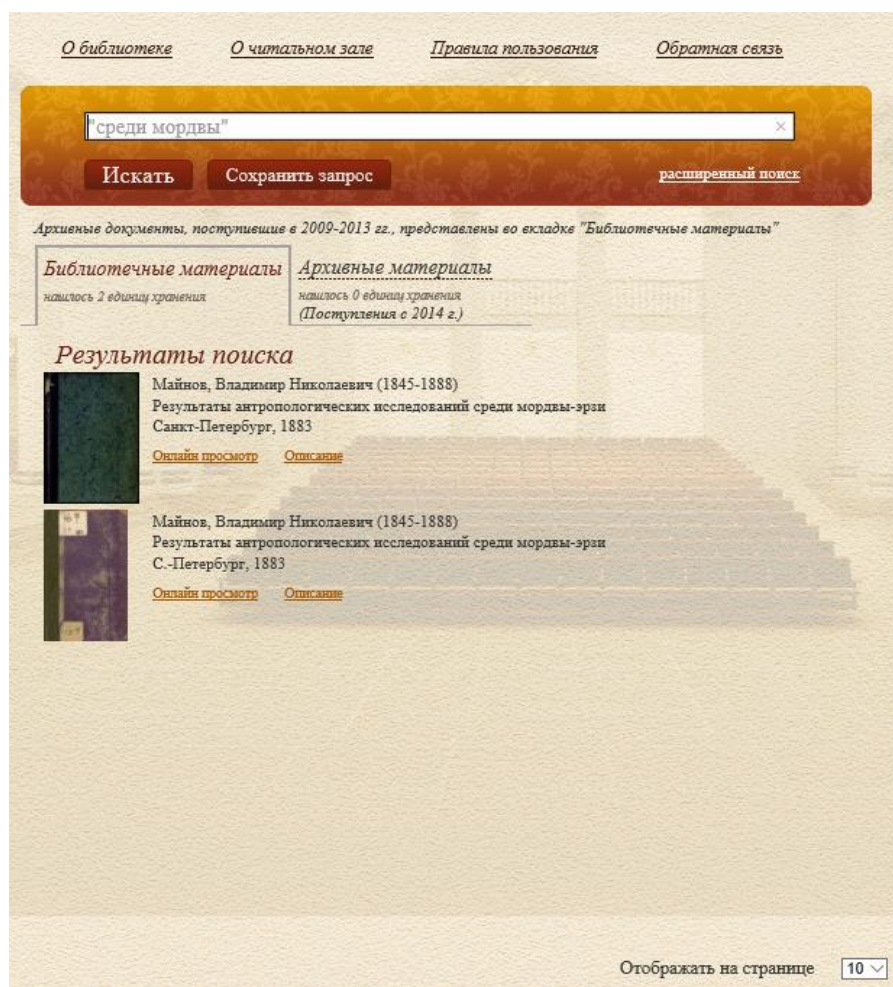 О библиотеке О читальном зале Правила пользования Обратная связь
"среди мордвы" ×
Искать Сохранить запрос расширенный поиск
Архивные документы, поступившие в 2009-2013 гг., представлены во вкладке "Библиотечные материалы"
Библиотечные материалы
нашлось 2 единиц хранения
Архивные материалы
нашлось 0 единиц хранения
(Поступления с 2014 г.)
Результаты поиска
Майнов, Владимир Николаевич (1845-1888)
Результаты антропологических исследований среди мордвы-эрзи
Санкт-Петербург, 1883
Онлайн просмотр Описание
Майнов, Владимир Николаевич (1845-1888)
Результаты антропологических исследований среди мордвы-эрзи
С.-Петербург, 1883
Онлайн просмотр Описание
Отображать на странице 10